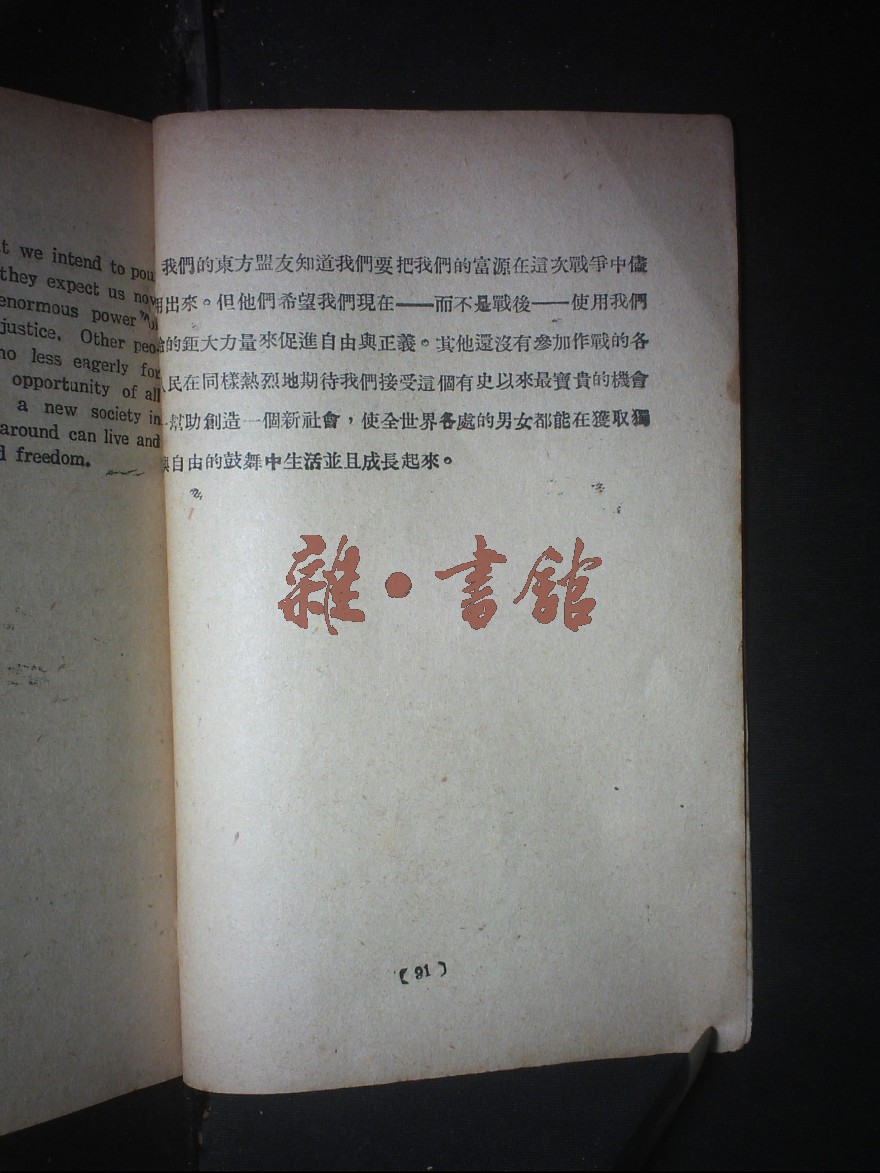 t we intend to pou
they expect us now
enormous power of
justice. Other peo
no less eagerly for
opportunity of all
a new society in
around can live and
d freedom.
我們的東方盟友知道我們要把我們的富源在這次戰爭中儘
用出來。但他們希望我們現在——而不是戰後——使用我們
的鉅大力量來促進自由與正義。其他還沒有參加作戰的各
人民在同樣熱烈地期待我們接受這個有史以來最寶貴的機會
幫助創造一個新社會，使全世界各處的男女都能在獲取獨
與自由的鼓舞中生活並且成長起來。
雜·書館
(91)